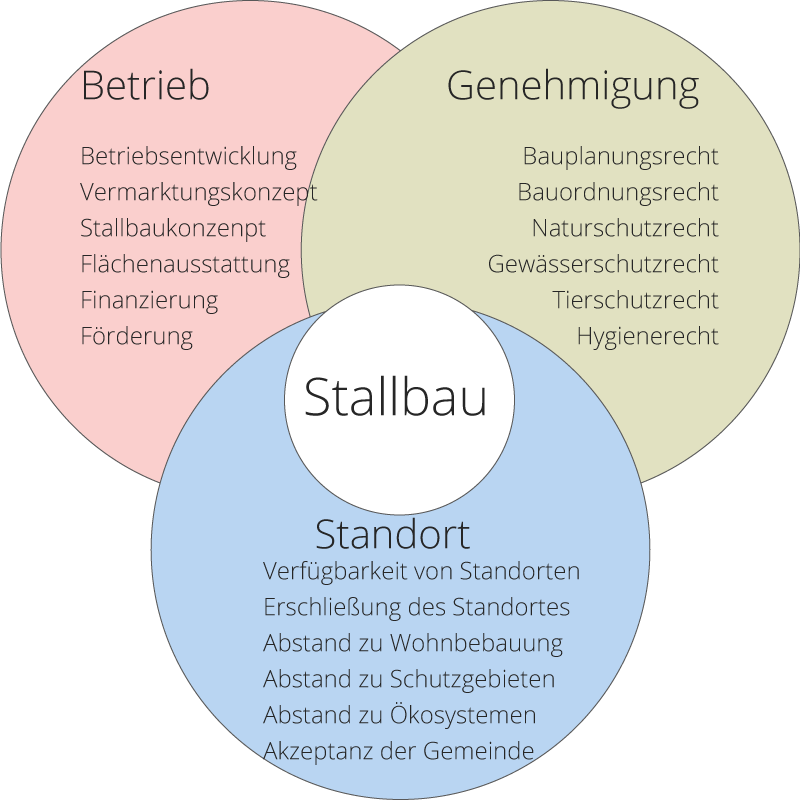 Betrieb
Betriebsentwicklung
Vermarktungskonzept
Stallbaukonzenpt
Flächenausstattung
Finanzierung
Förderung
Genehmigung
Bauplanungsrecht
Bauordnungsrecht
Naturschutzrecht
Gewässerschutzrecht
Tierschutzrecht
Hygienerecht
Stallbau
Standort
Verfügbarkeit von Standorten
Erschließung des Standortes
Abstand zu Wohnbebauung
Abstand zu Schutzgebieten
Abstand zu Ökosystemen
Akzeptanz der Gemeinde